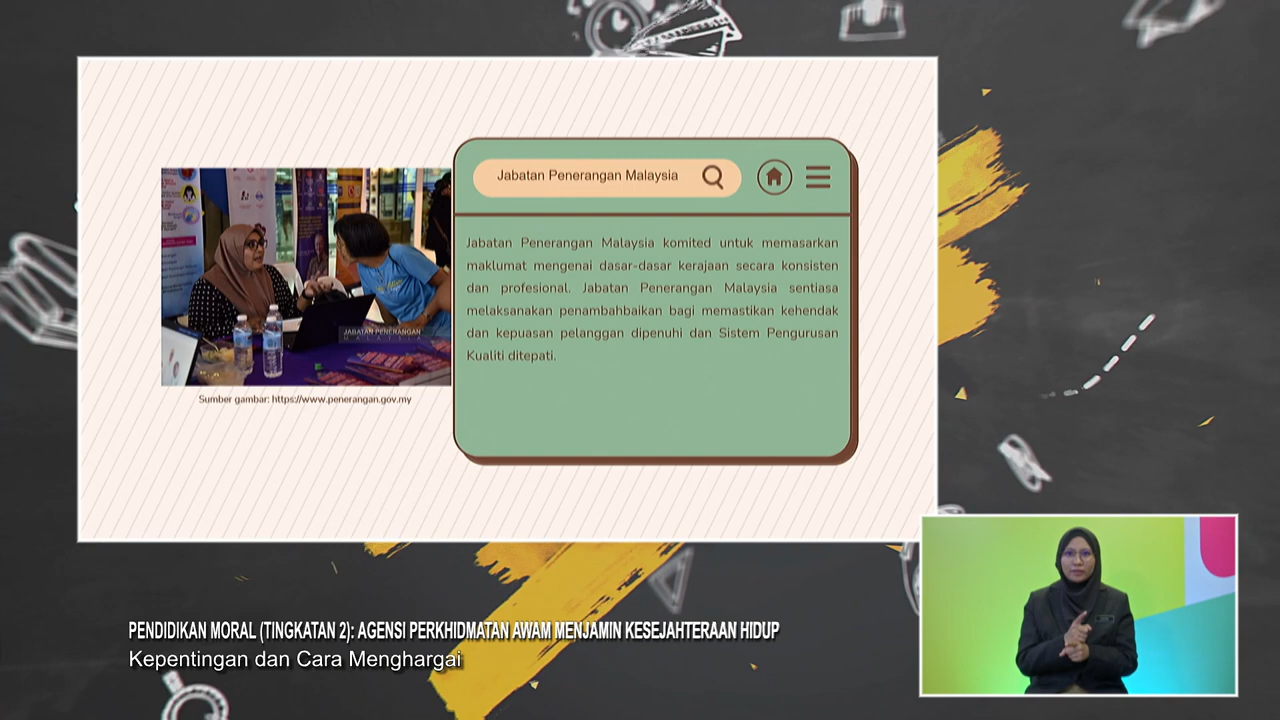 Jabatan Penerangan Malaysia
Jabatan Penerangan Malaysia komited untuk memasarkan
maklumat mengenai dasar-dasar kerajaan secara konsisten
dan profesional. Jabatan Penerangan Malaysia sentiasa
melaksanakan penambahbaikan bagi memastikan kehendak
dan kepuasan pelanggan dipenuhi dan Sistem Pengurusan
Kualiti ditepati.
JABATAN PENERANGAN
MALAYSIA
Sumber gambar: https://www.penerangan.gov.my
PENDIDIKAN MORAL (TINGKATAN 2): AGENSI PERKHIDMATAN AWAM MENJAMIN KESEJAHTERAAN HIDUP
Kepentingan dan Cara Menghargai